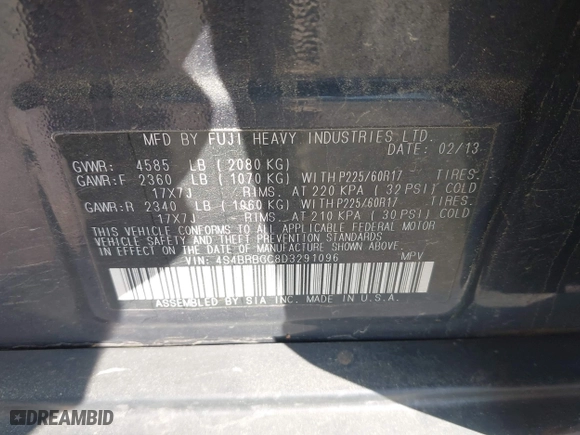 MFD BY FUJI HEAVY INDUSTRIES LTD.
DATE: 02/13
GVWR: 4585 LB (2080 KG)
GAWR:F 2360 LB (1070 KG) WITH P225/60R17 TIRES.
17X7J RIMS. AT 220 KPA (32 PSI) COLD
GAWR:R 2340 LB (1060 KG) WITH P225/60R17 TIRES.
17X7J RIMS. AT 210 KPA (30 PSI) COLD
THIS VEHICLE CONFORMS TO ALL APPLICABLE FEDERAL MOTOR
VEHICLE SAFETY AND THEFT PREVENTION STANDARDS IN EFFECT
ON THE DATE OF MANUFACTURE SHOWN ABOVE.
VIN: 4S4BRBGC8D3291096 MPV
ASSEMBLED BY SIA INC. MADE IN U.S.A.
DREAMBID